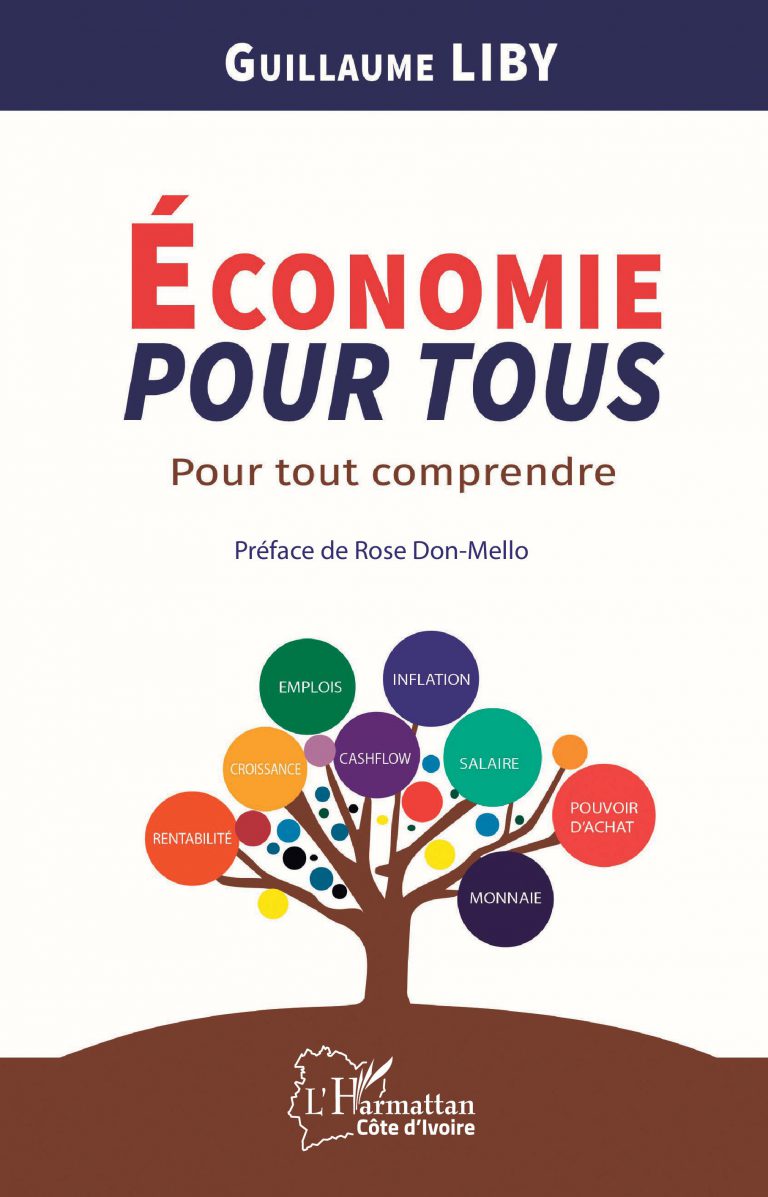 Guillaume LIBY
Économie
POUR TOUS
Pour tout comprendre
Préface de Rose Don-Mello
EMPLOIS
INFLATION
CROISSANCE
CASHFLOW
SALAIRE
RENTABILITÉ
POUVOIR
D'ACHAT
MONNAIE
L'Harmattan
Côte d'Ivoire